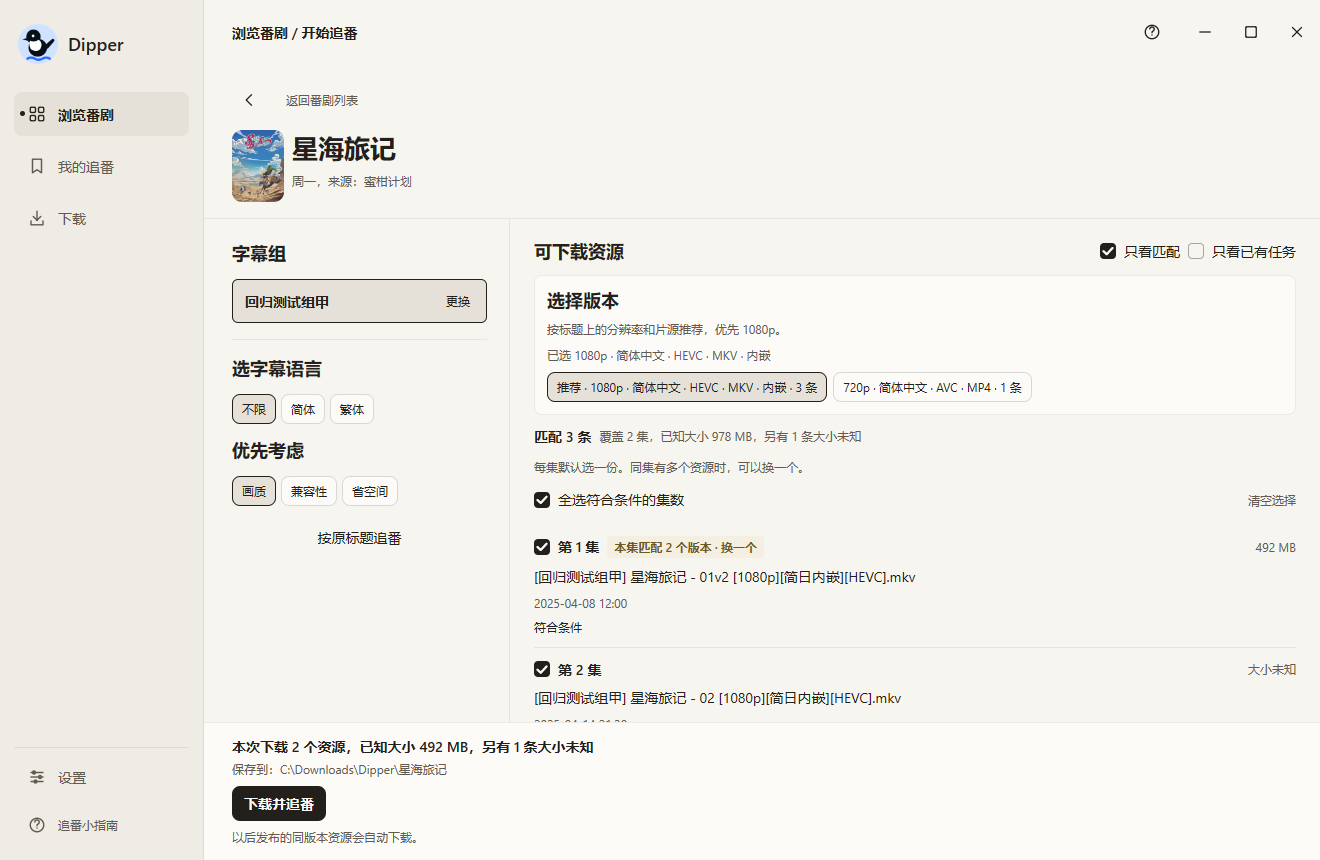 Dipper
浏览番剧
我的追番
下载
设置
追番小指南
浏览番剧 / 开始追番
返回番剧列表
星海旅记
周一，来源：蜜柑计划
字幕组
回归测试组甲 更换
选字幕语言
不限 简体 繁体
优先考虑
画质 兼容性 省空间
按原标题追番
可下载资源 只看匹配 只看已有任务
选择版本
按标题上的分辨率和片源推荐，优先 1080p。
已选 1080p · 简体中文 · HEVC · MKV · 内嵌
推荐 · 1080p · 简体中文 · HEVC · MKV · 内嵌 · 3 条 720p · 简体中文 · AVC · MP4 · 1 条
匹配 3 条 覆盖 2 集，已知大小 978 MB，另有 1 条大小未知
每集默认选一份。同集有多个资源时，可以换一个。
全选符合条件的集数 清空选择
第 1 集 本集匹配 2 个版本 · 换一个 492 MB
[回归测试组甲] 星海旅记 - 01v2 [1080p][简日内嵌][HEVC].mkv
2025-04-08 12:00
符合条件
第 2 集 大小未知
[回归测试组甲] 星海旅记 - 02 [1080p][简日内嵌][HEVC].mkv
本次下载 2 个资源，已知大小 492 MB，另有 1 条大小未知
保存到：C:\Downloads\Dipper\星海旅记
下载并追番
以后发布的同版本资源会自动下载。